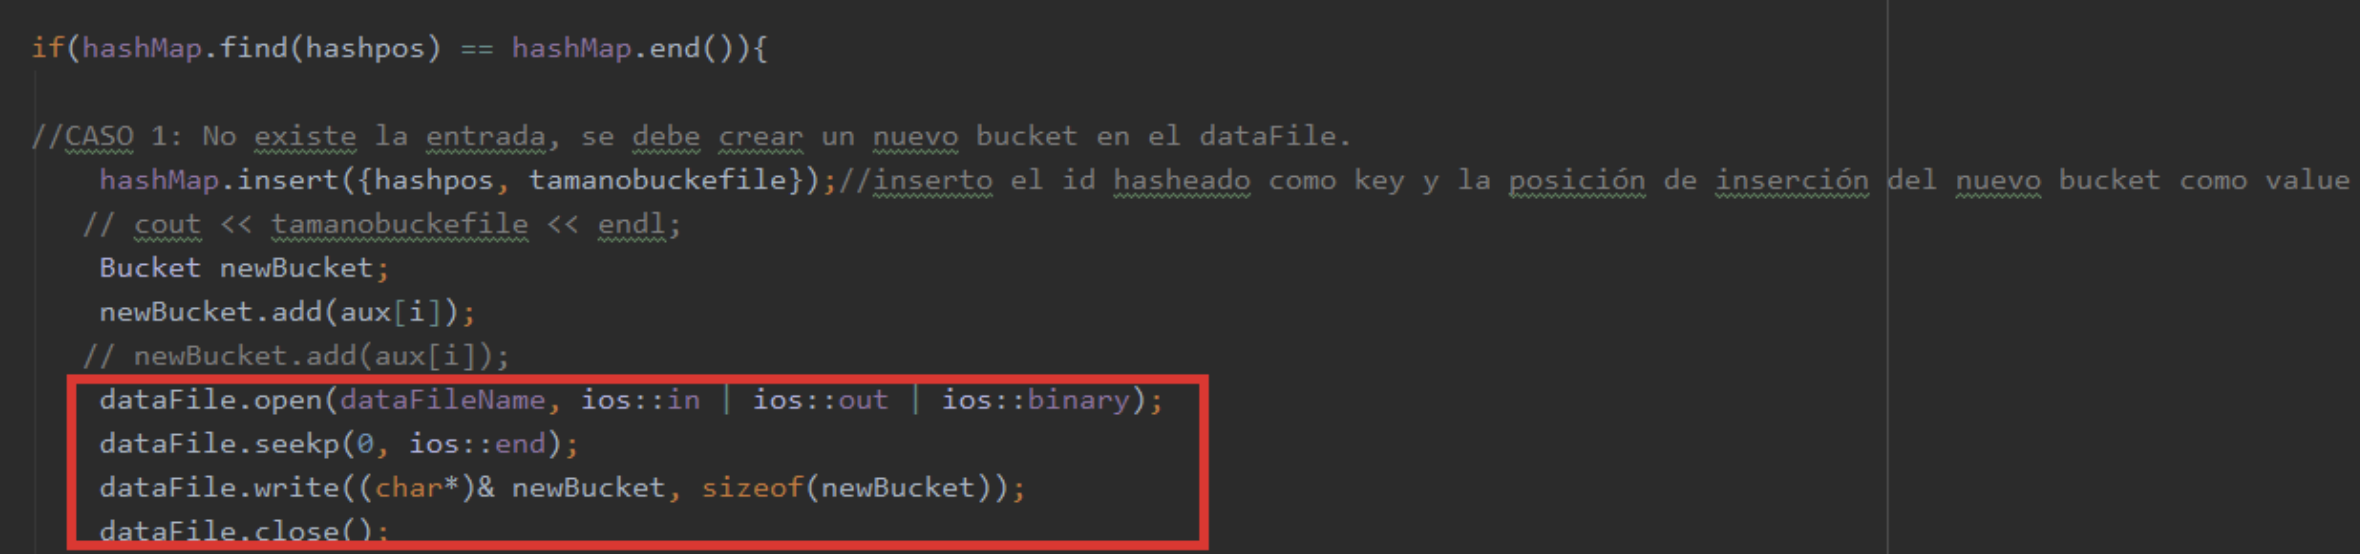 if(hashMap.find(hashpos) == hashMap.end()){
//CASO 1: No existe la entrada, se debe crear un nuevo bucket en el dataFile.
hashMap.insert({hashpos, tamanobuckefile});//inserto el id hasheado como key y la posición de inserción del nuevo bucket como value
// cout << tamanobuckefile << endl;
Bucket newBucket;
newBucket.add(aux[i]);
// newBucket.add(aux[i]);
dataFile.open(dataFileName, ios::in | ios::out | ios::binary);
dataFile.seekp(0, ios::end);
dataFile.write((char*)& newBucket, sizeof(newBucket));
dataFile.close();